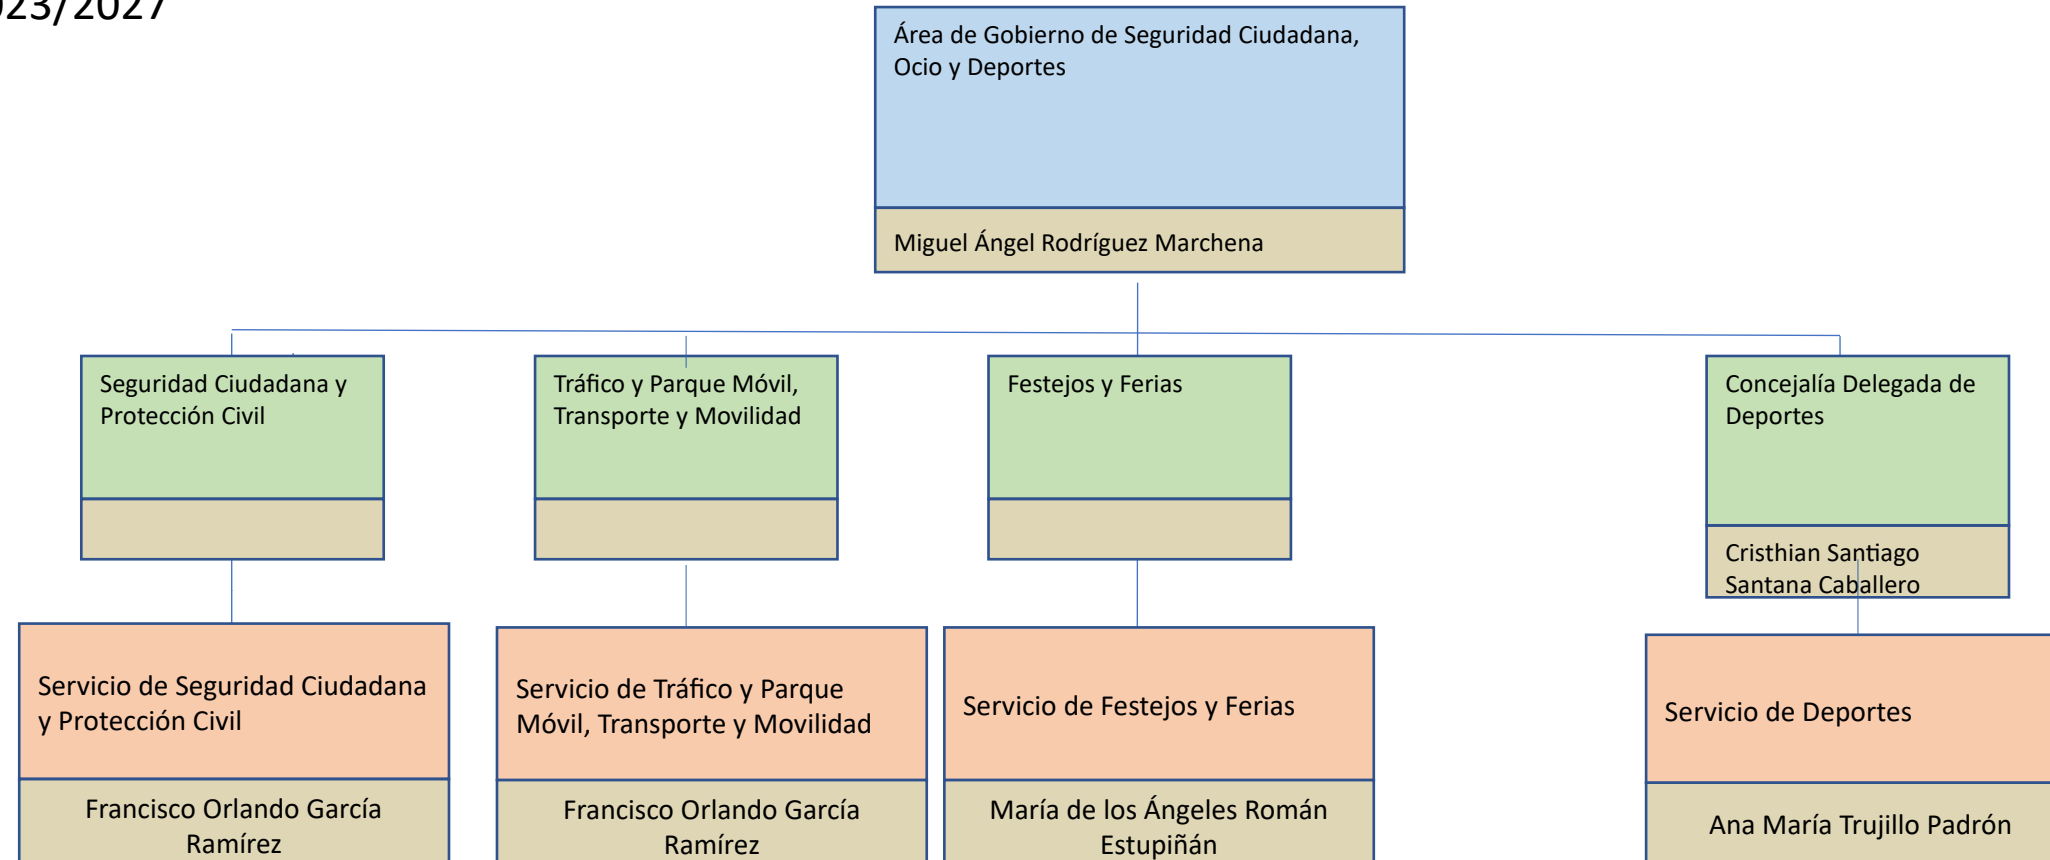 023/2027
Área de Gobierno de Seguridad Ciudadana,
Ocio y Deportes
Miguel Ángel Rodríguez Marchena
Seguridad Ciudadana y
Protección Civil
Tráfico y Parque Móvil,
Transporte y Movilidad
Festejos y Ferias
Concejalía Delegada de
Deportes
Cristhian Santiago
Santana Caballero
Servicio de Seguridad Ciudadana
y Protección Civil
Francisco Orlando García
Ramírez
Servicio de Tráfico y Parque
Móvil, Transporte y Movilidad
Francisco Orlando García
Ramírez
Servicio de Festejos y Ferias
María de los Ángeles Román
Estupiñán
Servicio de Deportes
Ana María Trujillo Padrón